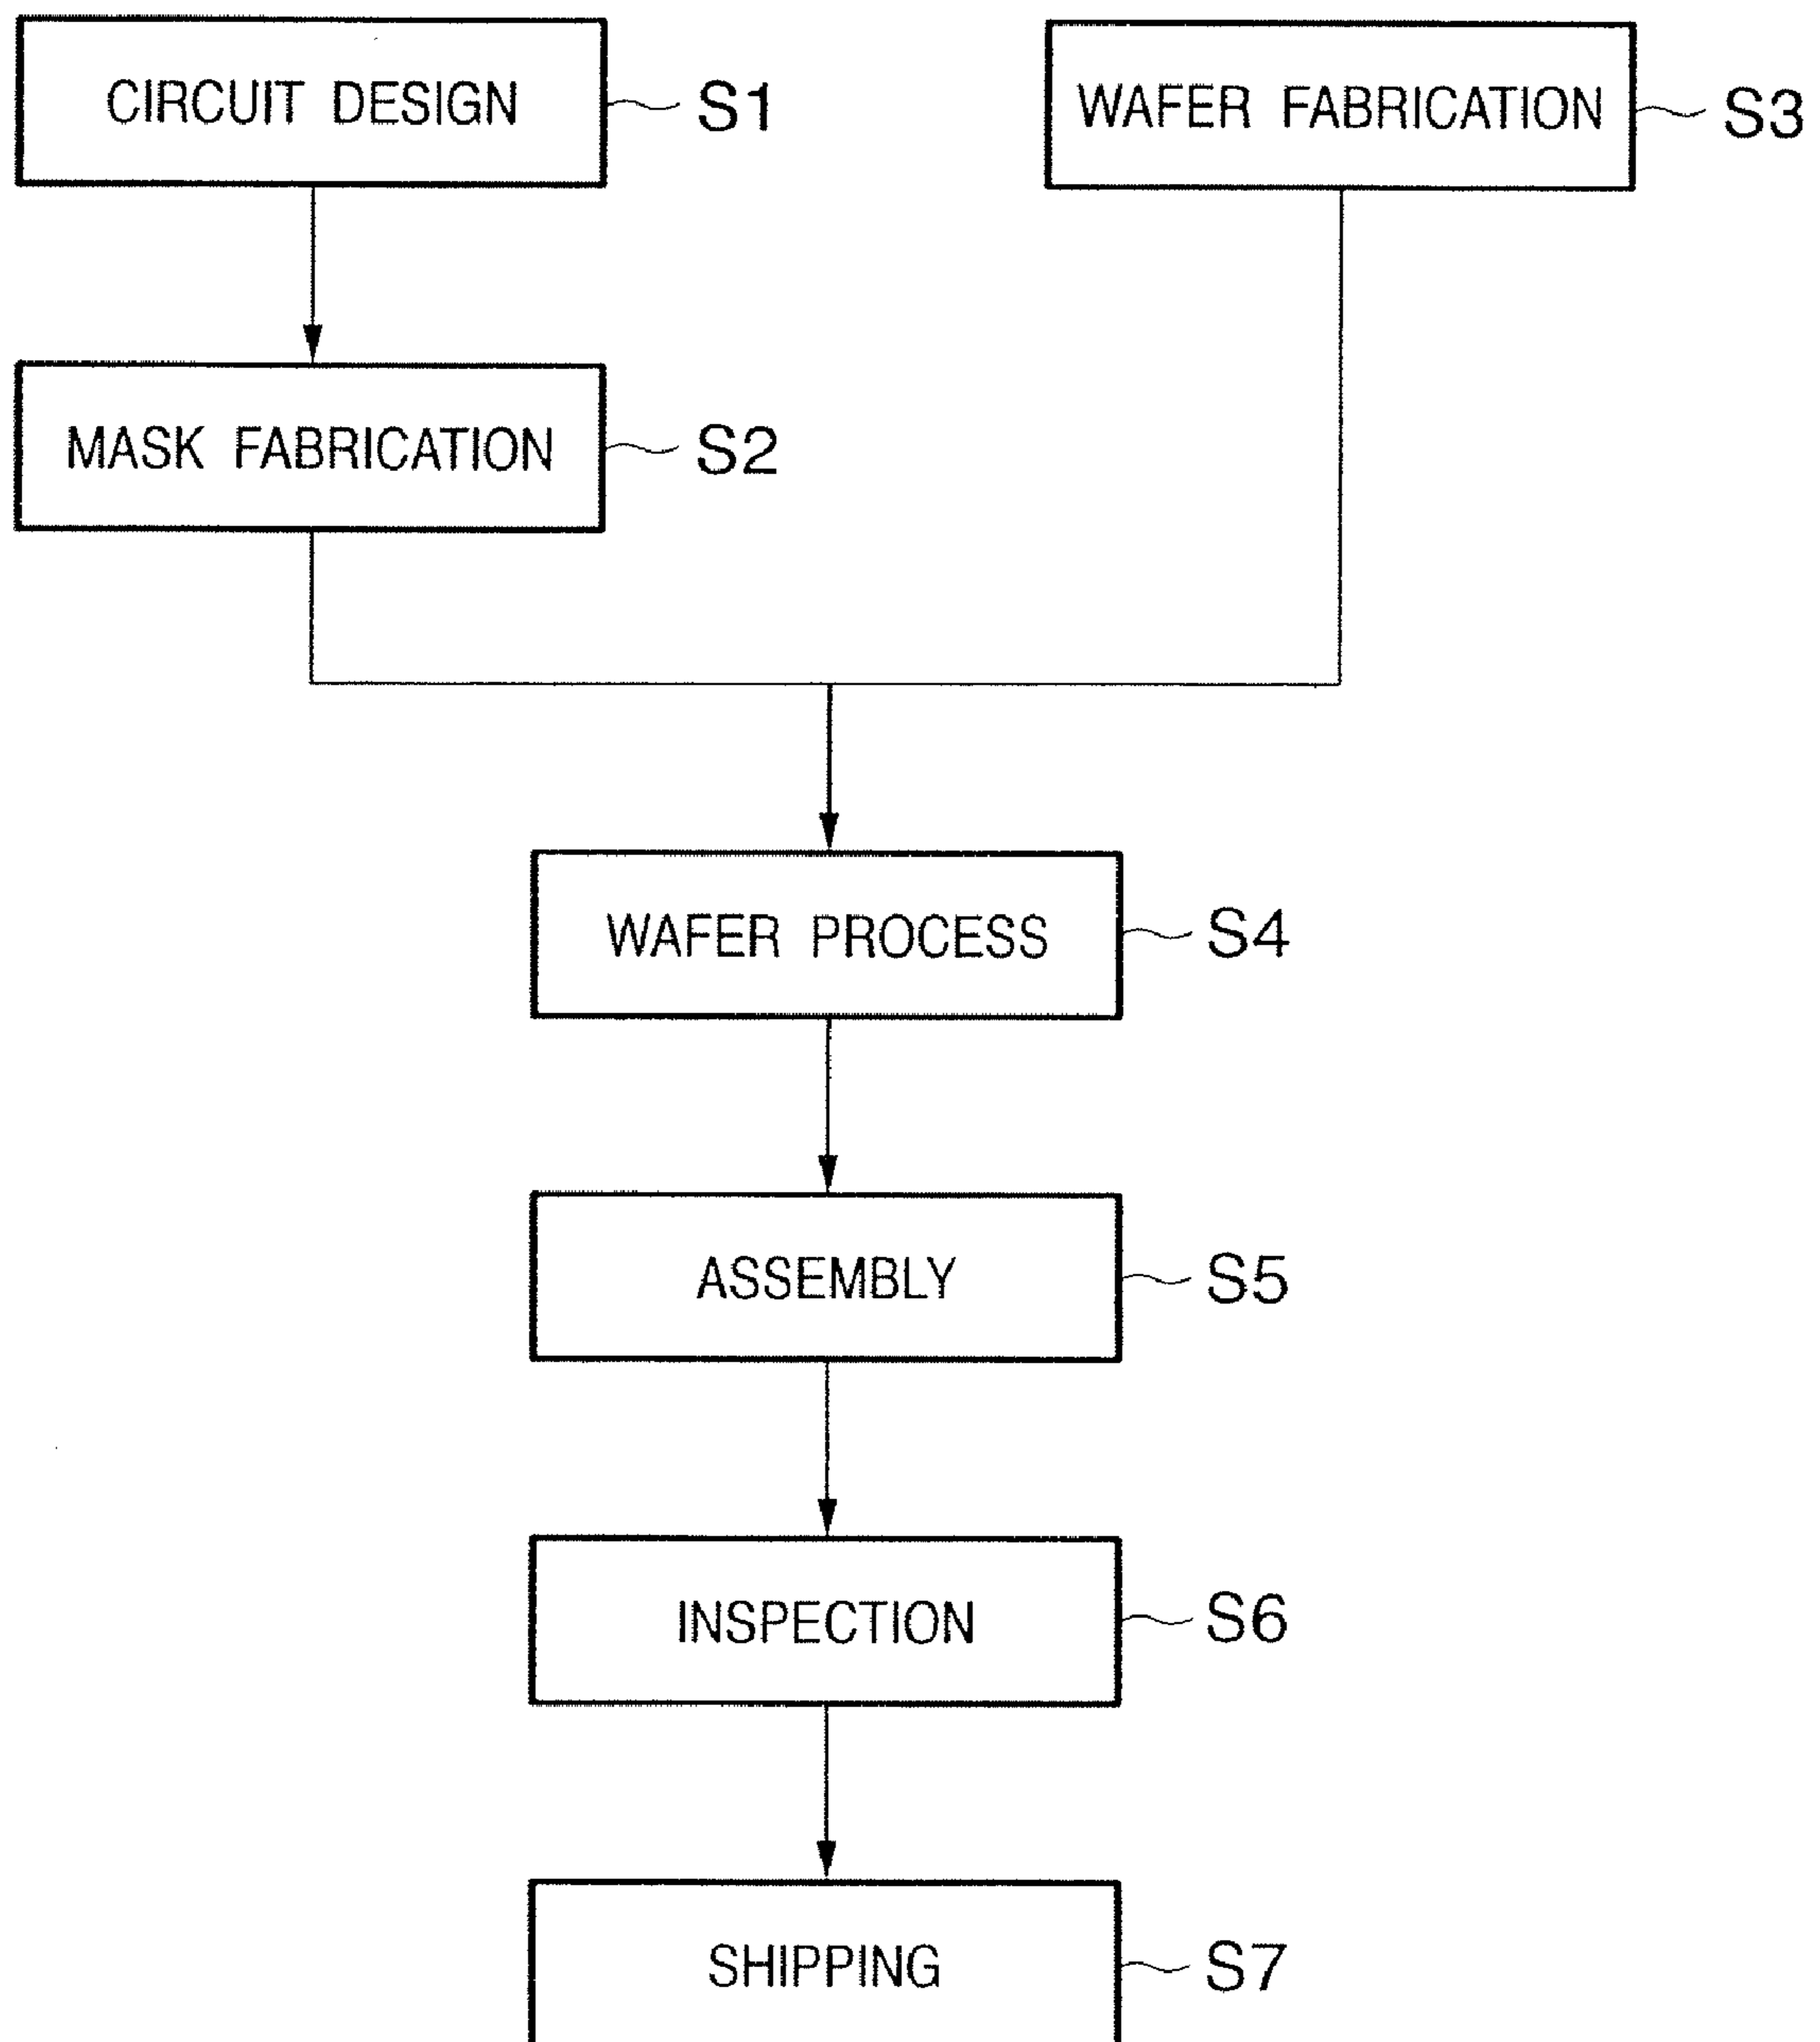 CIRCUIT DESIGN S1
WAFER FABRICATION S3
MASK FABRICATION S2
WAFER PROCESS S4
ASSEMBLY S5
INSPECTION S6
SHIPPING S7